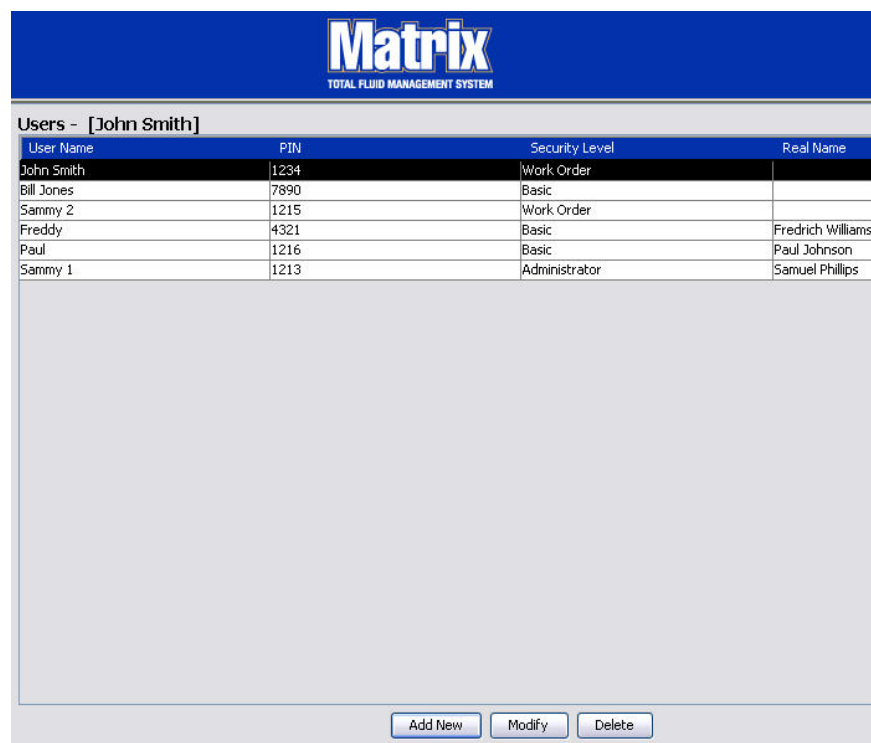 Matrix
TOTAL FLUID MANAGEMENT SYSTEM
Users - [John Smith]
User Name PIN Security Level Real Name
John Smith 1234 Work Order
Bill Jones 7890 Basic
Sammy 2 1215 Work Order
Freddy 4321 Basic Fredrich Williams
Paul 1216 Basic Paul Johnson
Sammy 1 1213 Administrator Samuel Phillips
Add New Modify Delete